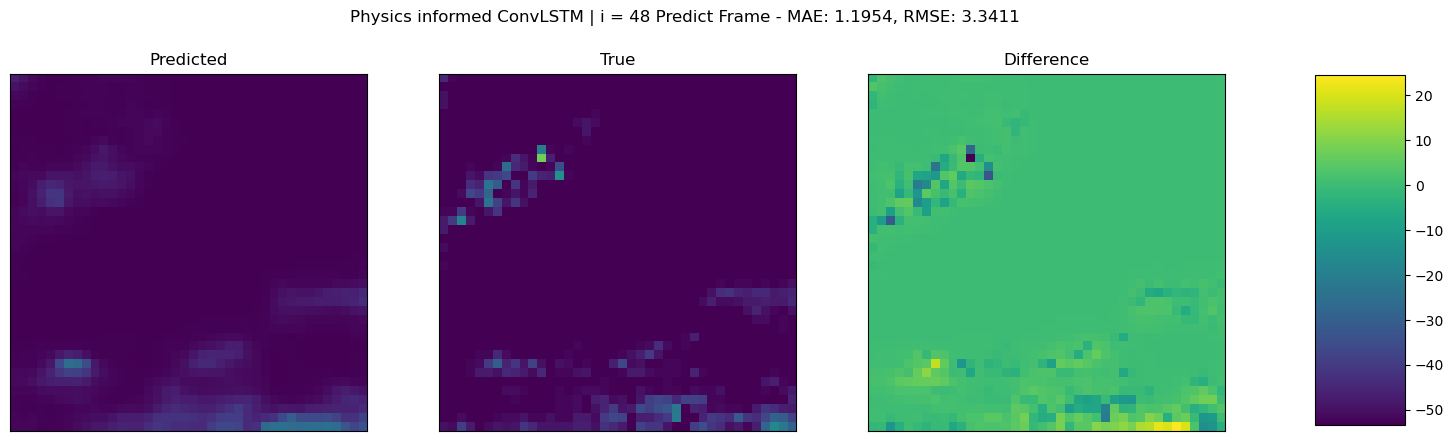 Physics informed ConvLSTM | i = 48 Predict Frame - MAE: 1.1954, RMSE: 3.3411
Predicted
True
Difference
20
10
0
−10
−20
−30
−40
−50